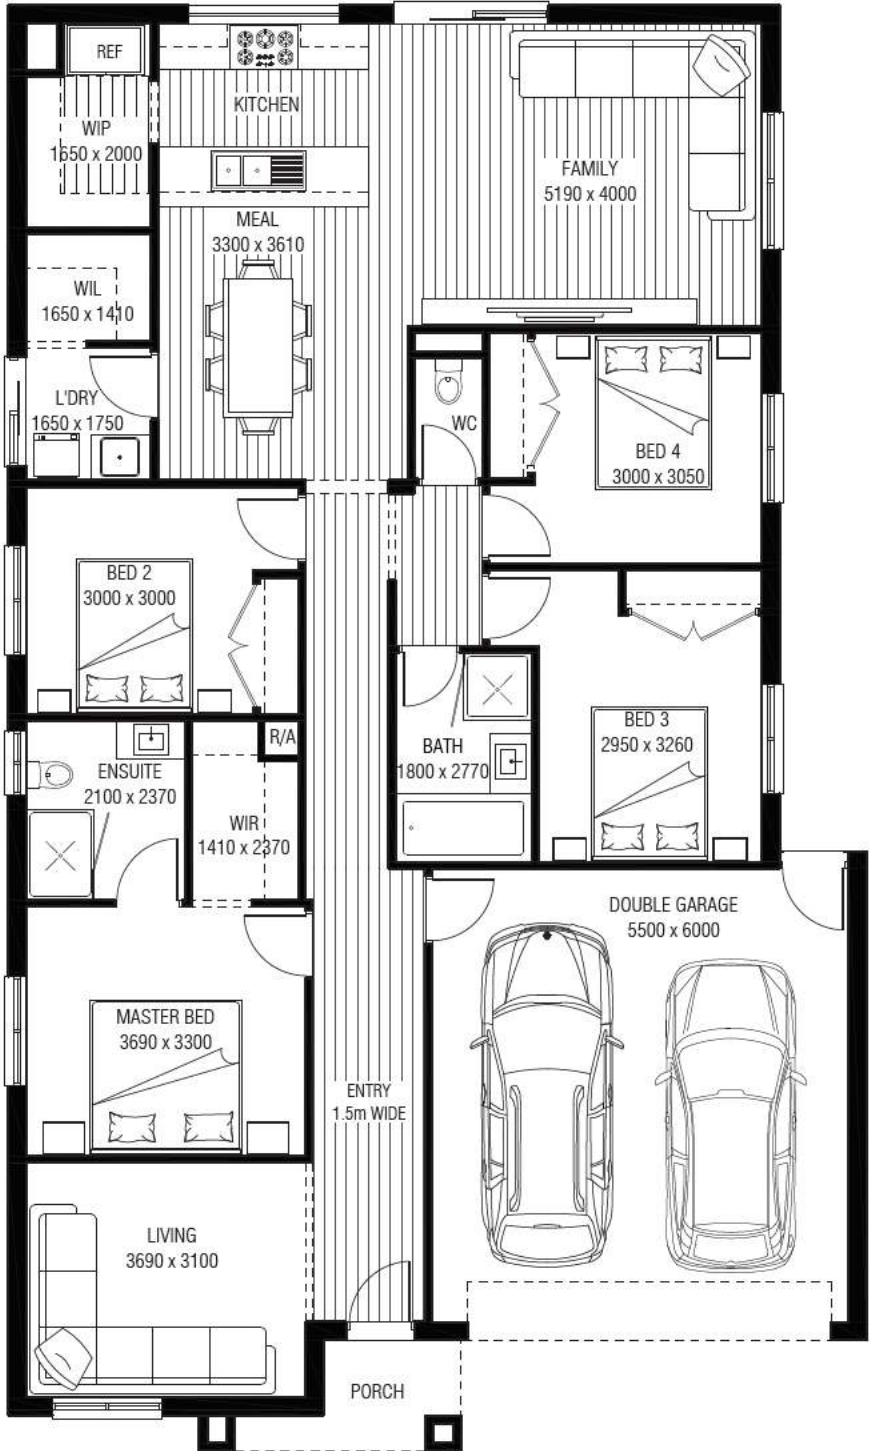 REF
KITCHEN
WIP
1650 x 2000
FAMILY
5190 x 4000
MEAL
3300 x 3610
WIL
1650 x 1410
L'DRY
1650 x 1750
WC
BED 4
3000 x 3050
BED 2
3000 x 3000
BED 3
2950 x 3260
R/A
BATH
1800 x 2770
ENSUITE
2100 x 2370
WIR
1410 x 2370
DOUBLE GARAGE
5500 x 6000
MASTER BED
3690 x 3300
ENTRY
1.5m WIDE
LIVING
3690 x 3100
PORCH